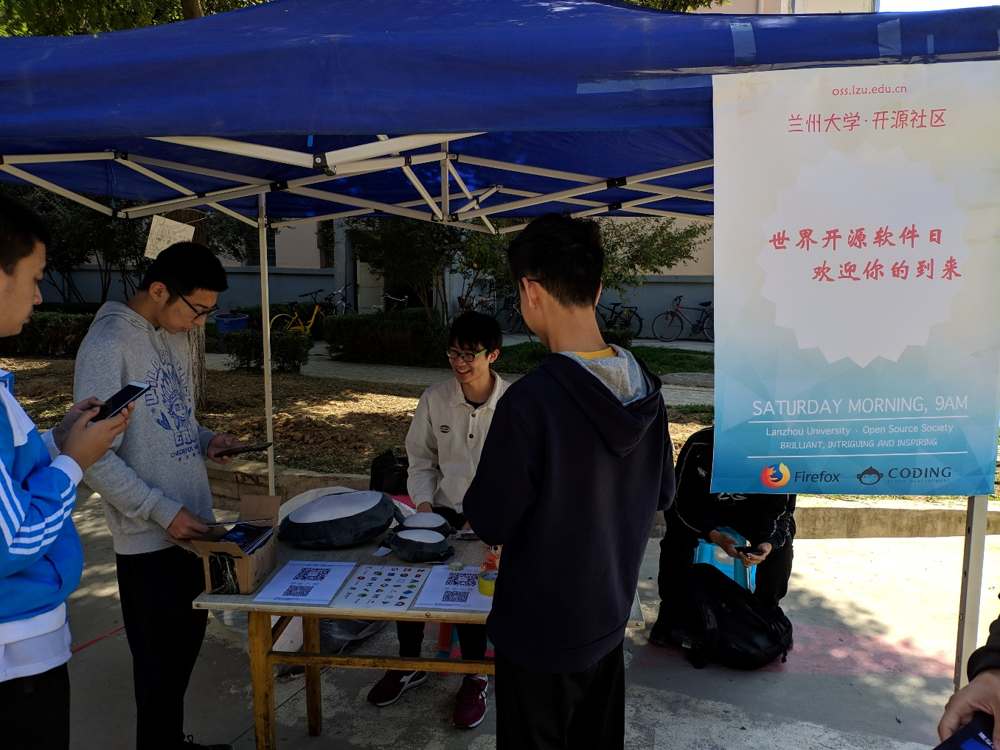 oss.lzu.edu.cn
兰州大学·开源社区
世界开源软件日
欢迎你的到来
SATURDAY MORNING, 9AM
Lanzhou University · Open Source Society
BRILLIANT, INTRIGUING AND INSPIRING
Firefox
CODING
CLOUD DEVELOPMENT